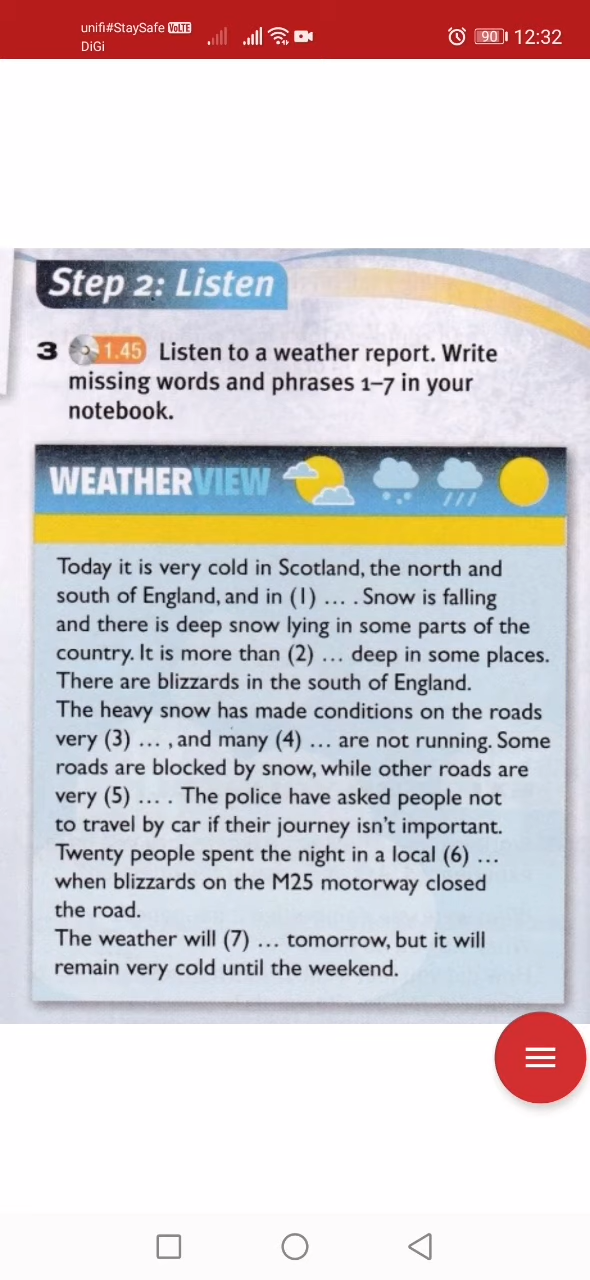 unifi#StaySafe VoLTE
DiGi
90 12:32
Step 2: Listen
3 1.45 Listen to a weather report. Write
missing words and phrases 1–7 in your
notebook.
WEATHERVIEW
Today it is very cold in Scotland, the north and
south of England, and in (1) ... . Snow is falling
and there is deep snow lying in some parts of the
country. It is more than (2) ... deep in some places.
There are blizzards in the south of England.
The heavy snow has made conditions on the roads
very (3) ... , and many (4) ... are not running. Some
roads are blocked by snow, while other roads are
very (5) ... . The police have asked people not
to travel by car if their journey isn't important.
Twenty people spent the night in a local (6) ...
when blizzards on the M25 motorway closed
the road.
The weather will (7) ... tomorrow, but it will
remain very cold until the weekend.